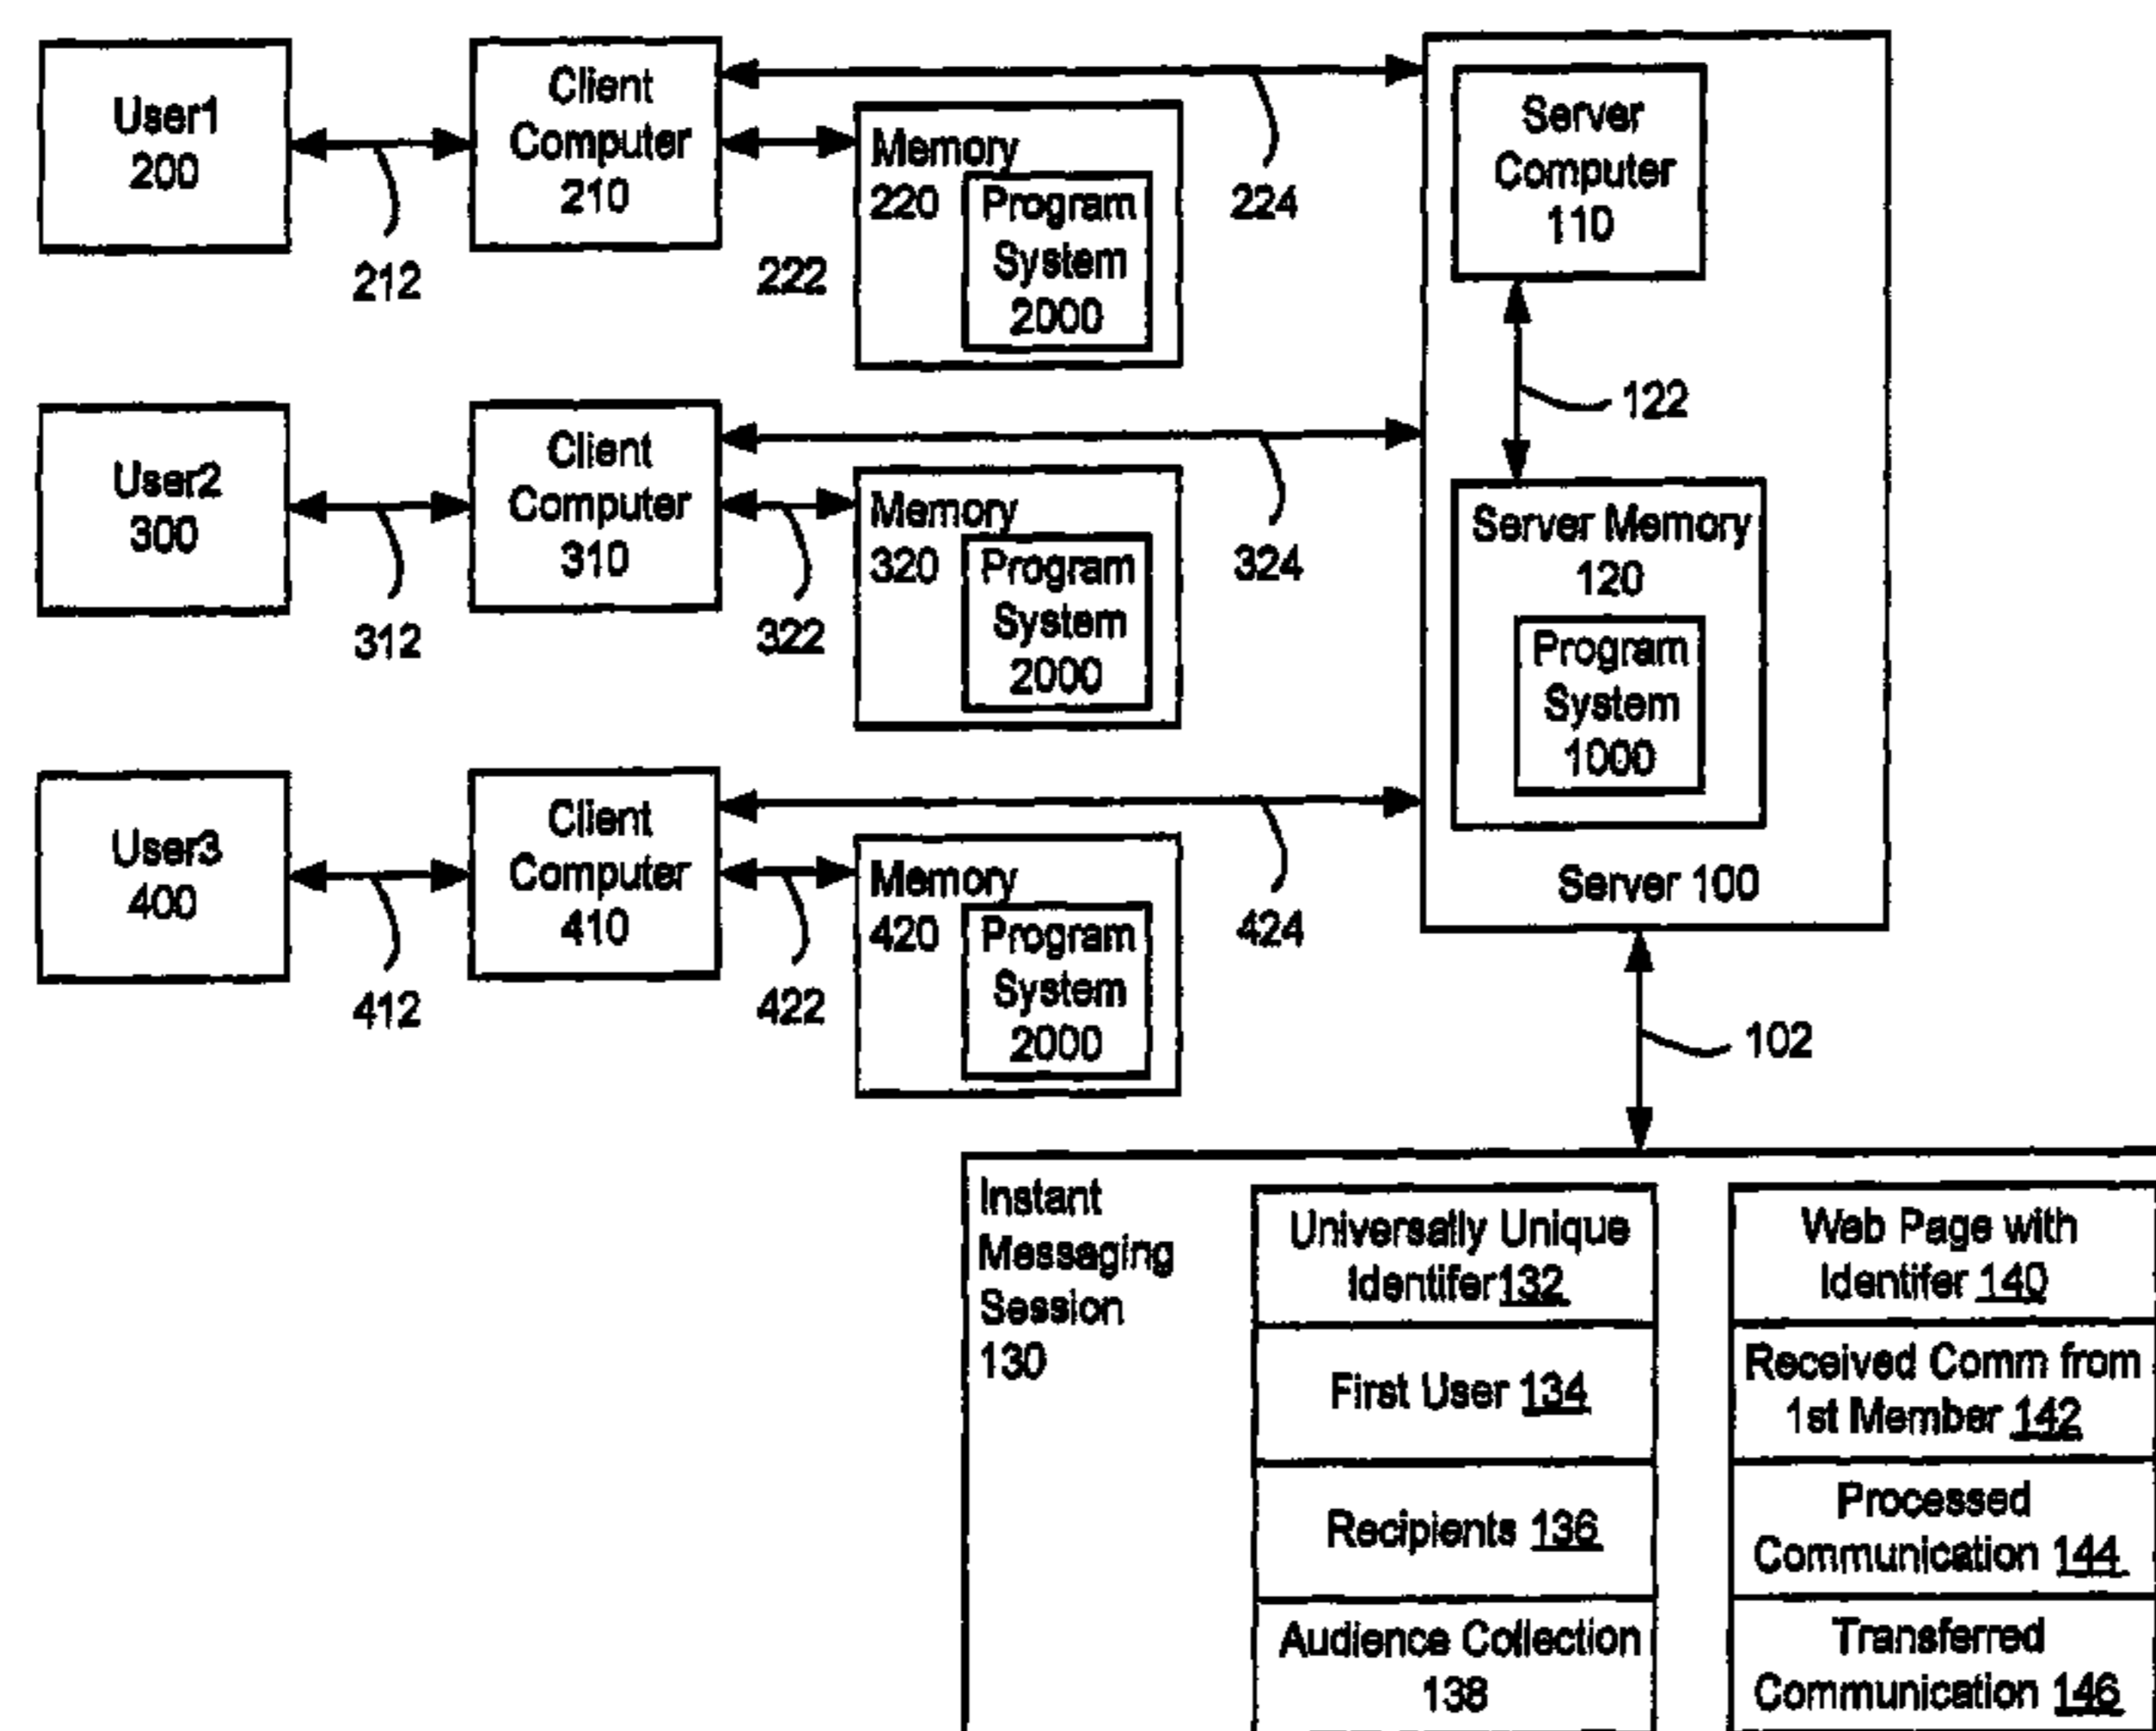 User1
200
212
Client
Computer
210
222
Memory
220
Program
System
2000
224
Server
Computer
110
122
User2
300
312
Client
Computer
310
322
Memory
320
Program
System
2000
324
Server Memory
120
Program
System
1000
Server 100
User3
400
412
Client
Computer
410
422
Memory
420
Program
System
2000
424
102
Instant
Messaging
Session
130
Universally Unique
Identifer132
First User 134
Recipients 136
Audience Collection
138
Web Page with
Identifer 140
Received Comm from
1st Member 142
Processed
Communication 144
Transferred
Communication 146